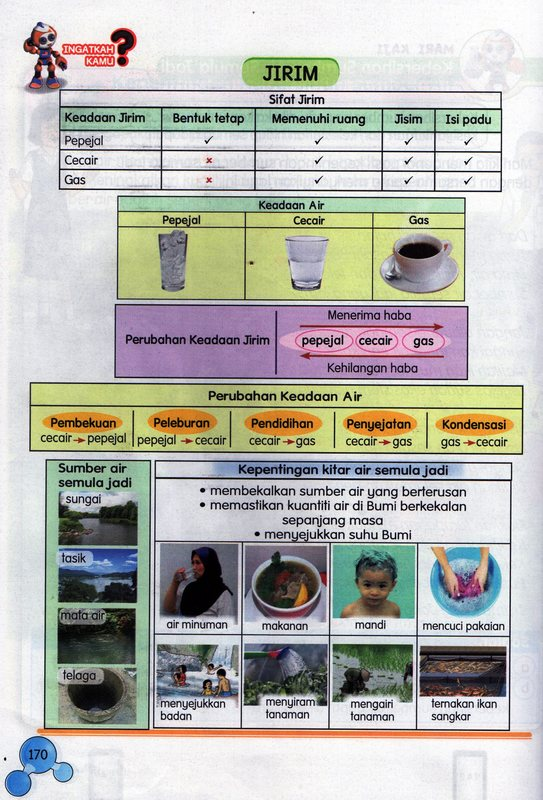 INGATKAH
KAMU ?
JIRIM
Sifat Jirim
Keadaan Jirim Bentuk tetap Memenuhi ruang Jisim Isi padu
Pepejal ✓ ✓ ✓ ✓
Cecair × ✓ ✓ ✓
Gas × ✓ ✓ ✓
Keadaan Air
Pepejal Cecair Gas
Perubahan Keadaan Jirim
Menerima haba
pepejal cecair gas
Kehilangan haba
Perubahan Keadaan Air
Pembekuan Peleburan Pendidihan Penyejatan Kondensasi
cecair → pepejal pepejal → cecair cecair → gas cecair → gas gas → cecair
Sumber air
semula jadi
sungai
tasik
mata air
telaga
Kepentingan kitar air semula jadi
• membekalkan sumber air yang berterusan
• memastikan kuantiti air di Bumi berkekalan
sepanjang masa
• menyejukkan suhu Bumi
air minuman makanan mandi mencuci pakaian
menyejukkan
badan
menyiram
tanaman
mengairi
tanaman
ternakan ikan
sangkar
170